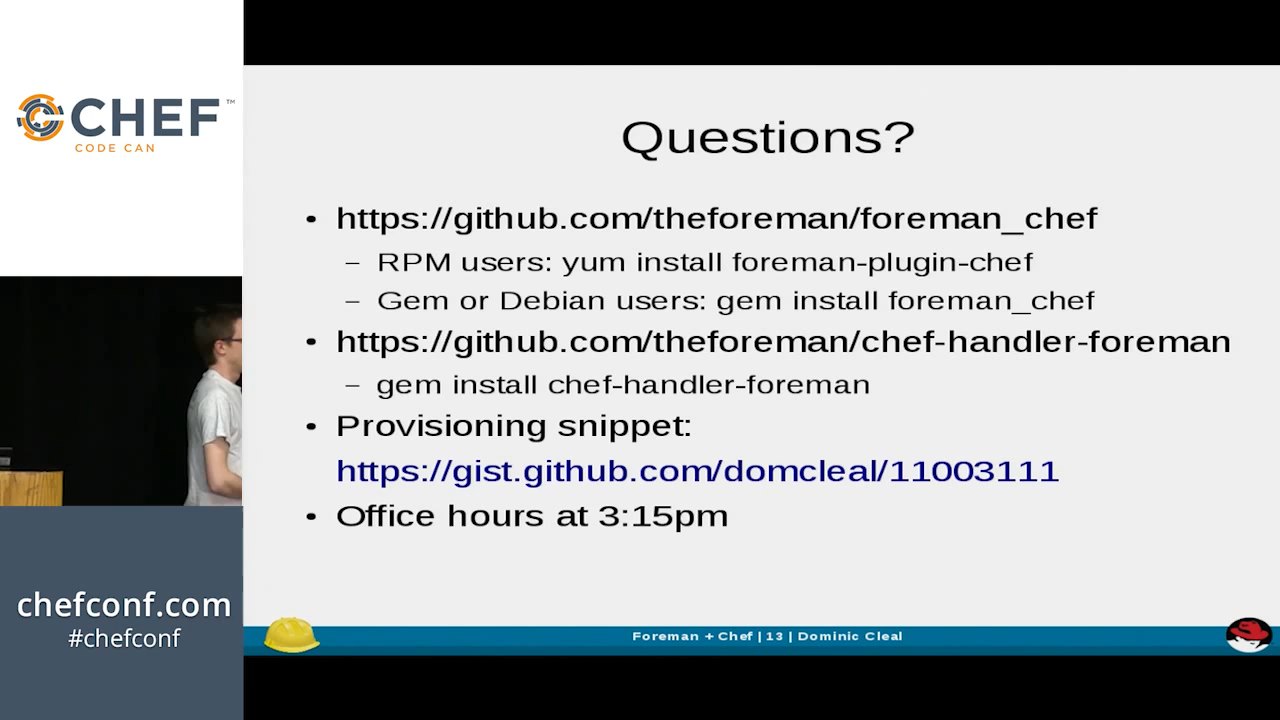 CHEF™
CODE CAN
Questions?
• https://github.com/theforeman/foreman_chef
– RPM users: yum install foreman-plugin-chef
– Gem or Debian users: gem install foreman_chef
• https://github.com/theforeman/chef-handler-foreman
– gem install chef-handler-foreman
• Provisioning snippet:
https://gist.github.com/domcleal/11003111
• Office hours at 3:15pm
Foreman + Chef | 13 | Dominic Cleal
chefconf.com
#chefconf